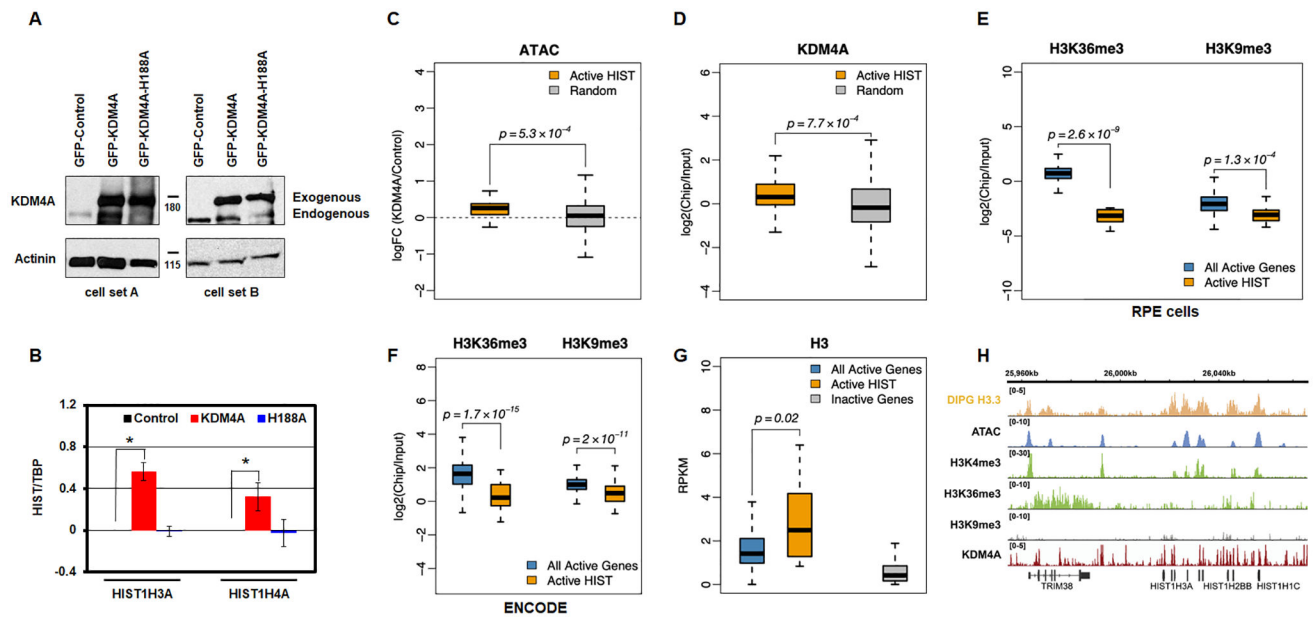 A
GFP-Control
GFP-KDM4A
GFP-KDM4A-H188A
GFP-Control
GFP-KDM4A
GFP-KDM4A-H188A
KDM4A
180
Exogenous
Endogenous
Actinin
115
cell set A
cell set B
B
1.2
0.8
0.4
0
-0.4
HIST/TBP
Control
KDM4A
H188A
*
*
HIST1H3A
HIST1H4A
C
ATAC
Active HIST
Random
p = 5.3 × 10⁻⁴
logFC (KDM4A/Control)
4
3
2
1
0
−1
−2
D
KDM4A
Active HIST
Random
p = 7.7 × 10⁻⁴
log2(Chip/Input)
6
4
2
0
−2
−4
E
H3K36me3
H3K9me3
p = 2.6 × 10⁻⁹
p = 1.3 × 10⁻⁴
log2(Chip/Input)
10
5
0
−5
−10
All Active Genes
Active HIST
RPE cells
F
H3K36me3
H3K9me3
p = 1.7 × 10⁻¹⁵
p = 2 × 10⁻¹¹
log2(Chip/Input)
8
6
4
2
0
−2
−4
All Active Genes
Active HIST
ENCODE
G
H3
All Active Genes
Active HIST
Inactive Genes
p = 0.02
RPKM
10
8
6
4
2
0
H
25,960kb
26,000kb
26,040kb
DIPG H3.3
[0-5]
ATAC
[0-10]
H3K4me3
[0-30]
H3K36me3
[0-10]
H3K9me3
[0-10]
KDM4A
[0-5]
TRIM38
HIST1H3A
HIST1H2BB
HIST1H1C